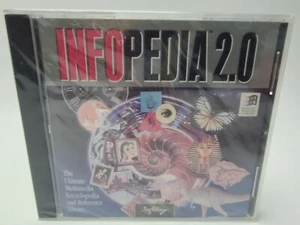 INFOPEDIA 2.0
The
Ultimate
Multimedia
Encyclopedia
and Reference
Library